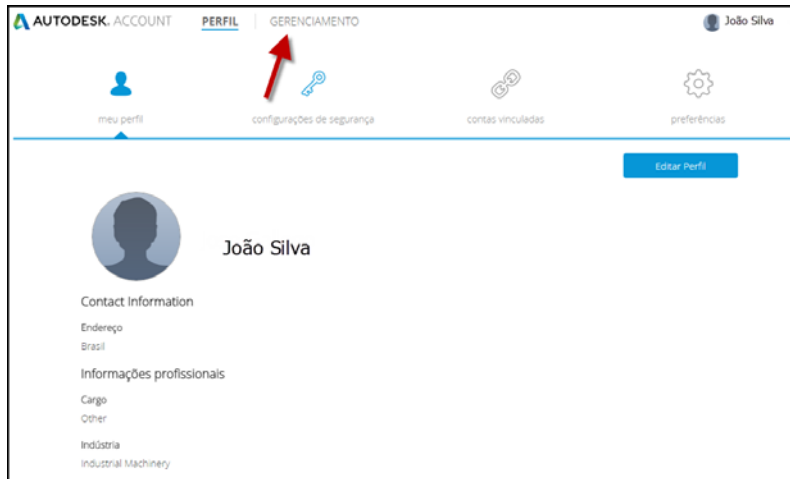 AUTODESK. ACCOUNT PERFIL GERENCIAMENTO João Silva
meu perfil configurações de segurança contas vinculadas preferências
Editar Perfil
João Silva
Contact Information
Endereço
Brasil
Informações profissionais
Cargo
Other
Indústria
Industrial Machinery